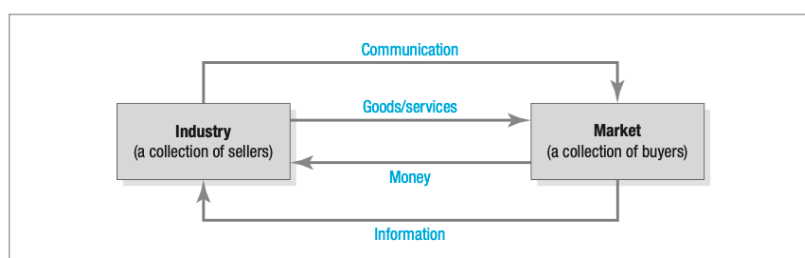 Communication
Goods/services
Industry
(a collection of sellers)
Market
(a collection of buyers)
Money
Information